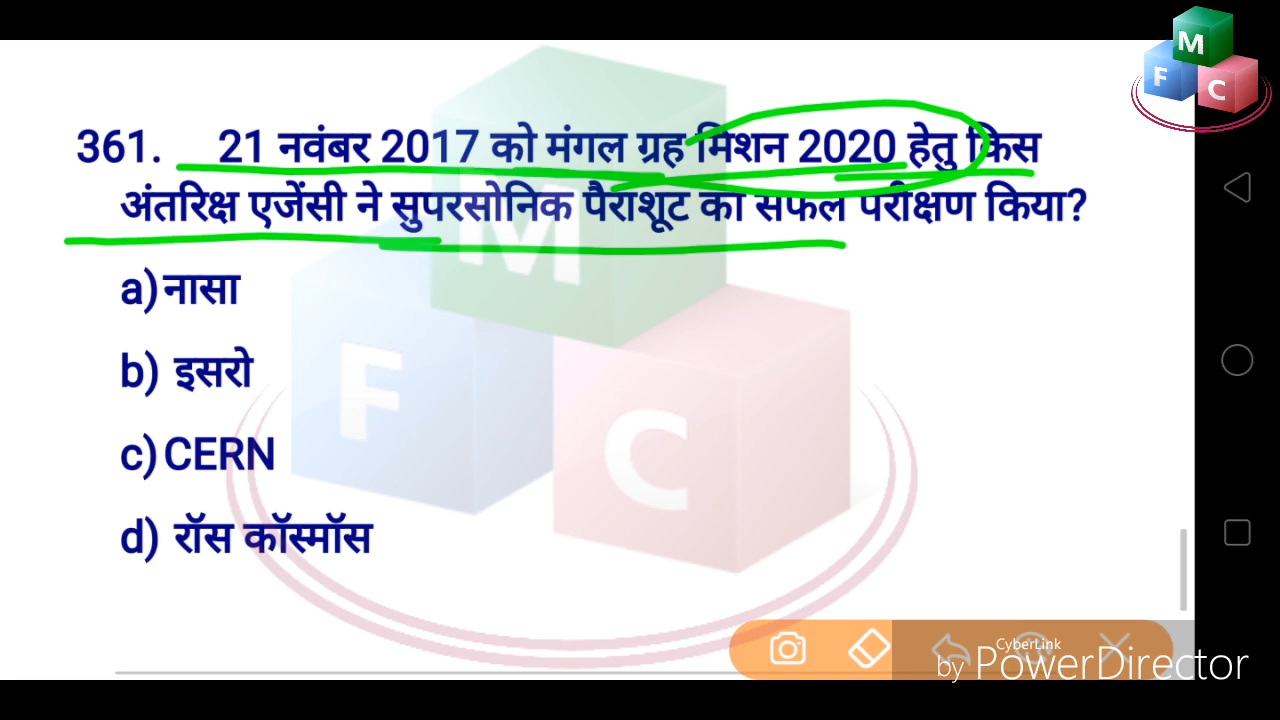 M
F
C
361. 21 नवंबर 2017 को मंगल ग्रह मिशन 2020 हेतु किस
अंतरिक्ष एजेंसी ने सुपरसोनिक पैराशूट का सफल परीक्षण किया?
M
a) नासा
b) इसरो
F
C
c) CERN
d) रॉस कॉस्मॉस
CyberLink
by PowerDirector